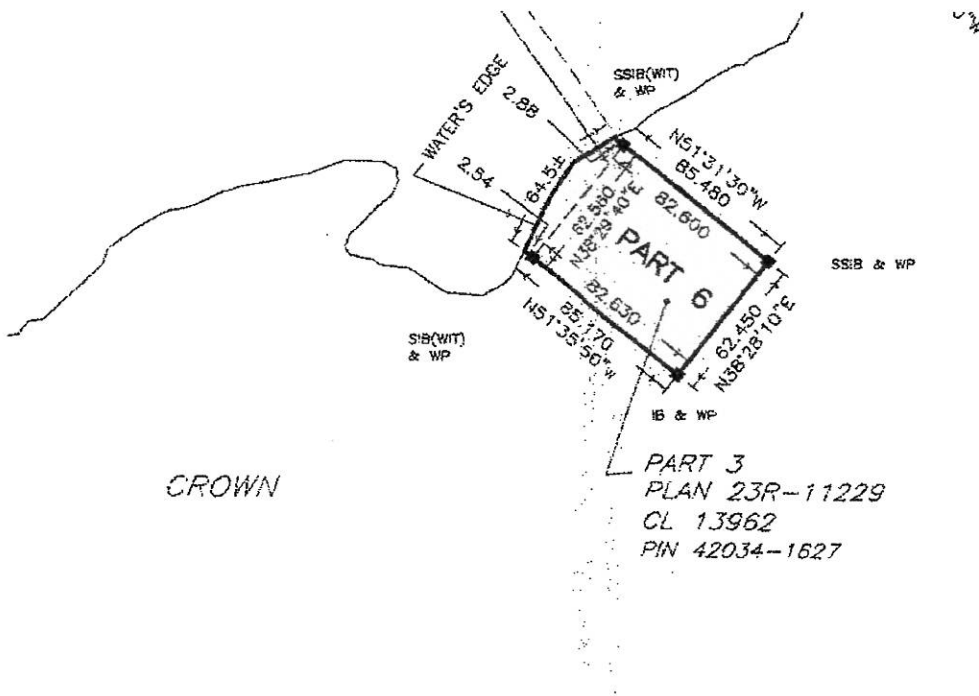 SSIB(WIT)
& WP
WATER'S EDGE
2.88
2.54
64.5±
N51°31'30"W
85.480
82.600
62.560
N38°29'40"E
PART 6
SSIB & WP
82.630
85.170
N51°35'50"W
62.450
N38°28'10"E
SIB(WIT)
& WP
IB & WP
CROWN
PART 3
PLAN 23R-11229
CL 13962
PIN 42034-1627